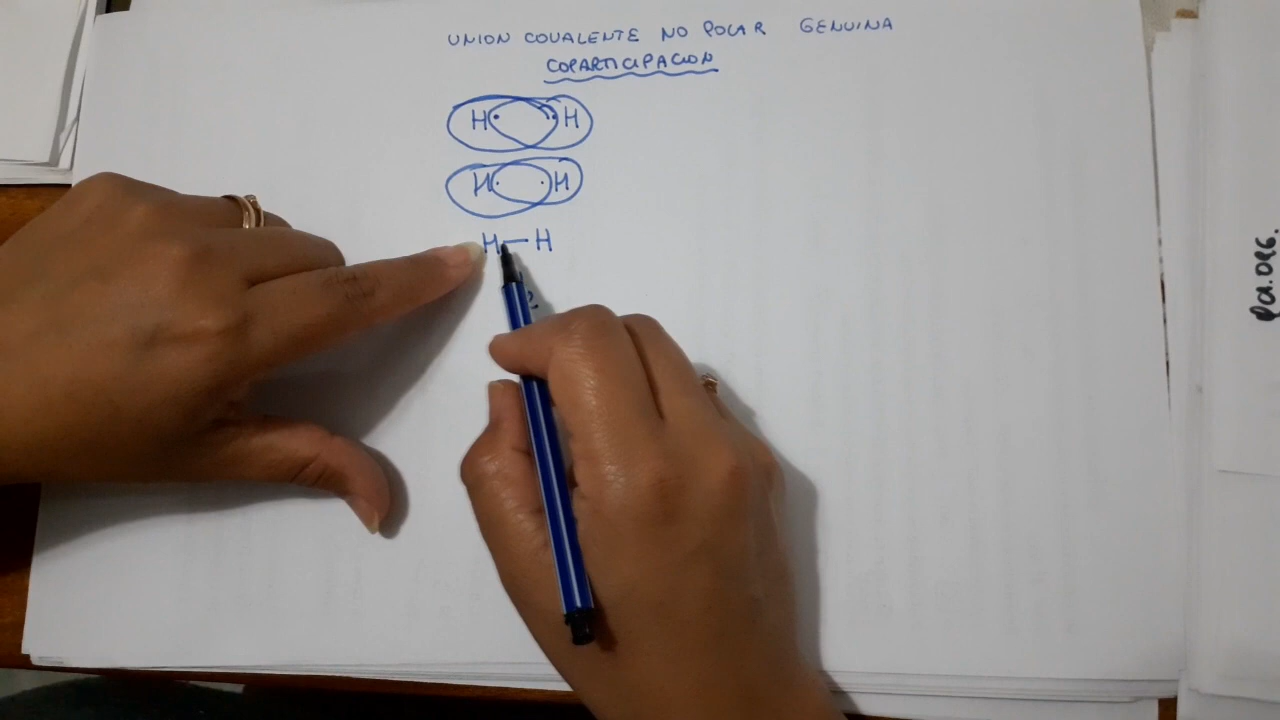 UNION COVALENTE NO POLAR GENUINA
COPARTICIPACION
H H
H H
H — H